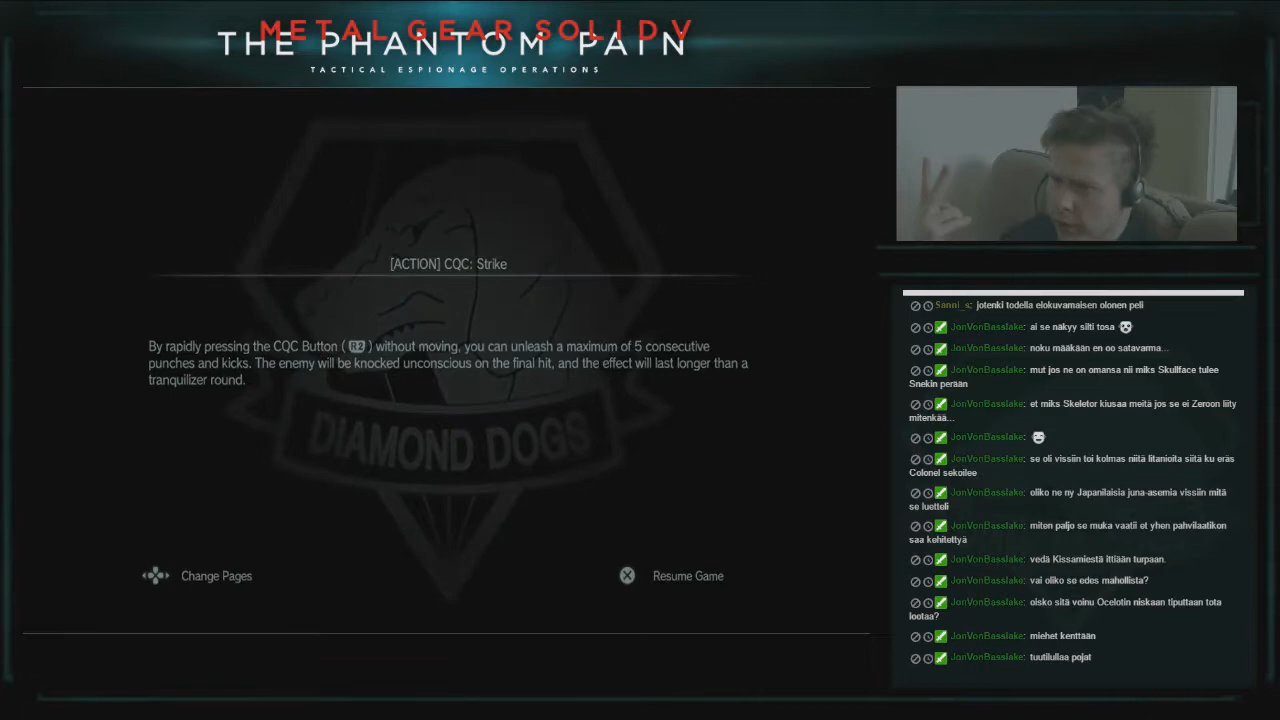 METAL GEAR SOLID V
THE PHANTOM PAIN
TACTICAL ESPIONAGE OPERATIONS
[ACTION] CQC: Strike
By rapidly pressing the CQC Button ( R2 ) without moving, you can unleash a maximum of 5 consecutive
punches and kicks. The enemy will be knocked unconscious on the final hit, and the effect will last longer than a
tranquilizer round.
DIAMOND DOGS
Change Pages
Resume Game
Sanni_s: jotenki todella elokuvamaisen olonen peli
JonVonBasslake: ai se näkyy silti tosa
JonVonBasslake: noku määkään en oo satavarma...
JonVonBasslake: mut jos ne on omansa nii miks Skullface tulee
Snekin perään
JonVonBasslake: et miks Skeletor kiusaa meitä jos se ei Zeroon liity
mitenkää...
JonVonBasslake:
JonVonBasslake: se oli vissiin toi kolmas niitä litanioita siitä ku eräs
Colonel sekoilee
JonVonBasslake: oliko ne ny Japanilaisia juna-asemia vissiin mitä
se luetteli
JonVonBasslake: miten paljo se muka vaatii et yhen pahvilaatikon
saa kehitettyä
JonVonBasslake: vedä Kissamiestä ittiään turpaan.
JonVonBasslake: vai oliko se edes mahollista?
JonVonBasslake: oisko sitä voinu Ocelotin niskaan tiputtaan tota
lootaa?
JonVonBasslake: miehet kenttään
JonVonBasslake: tuutilullaa pojat